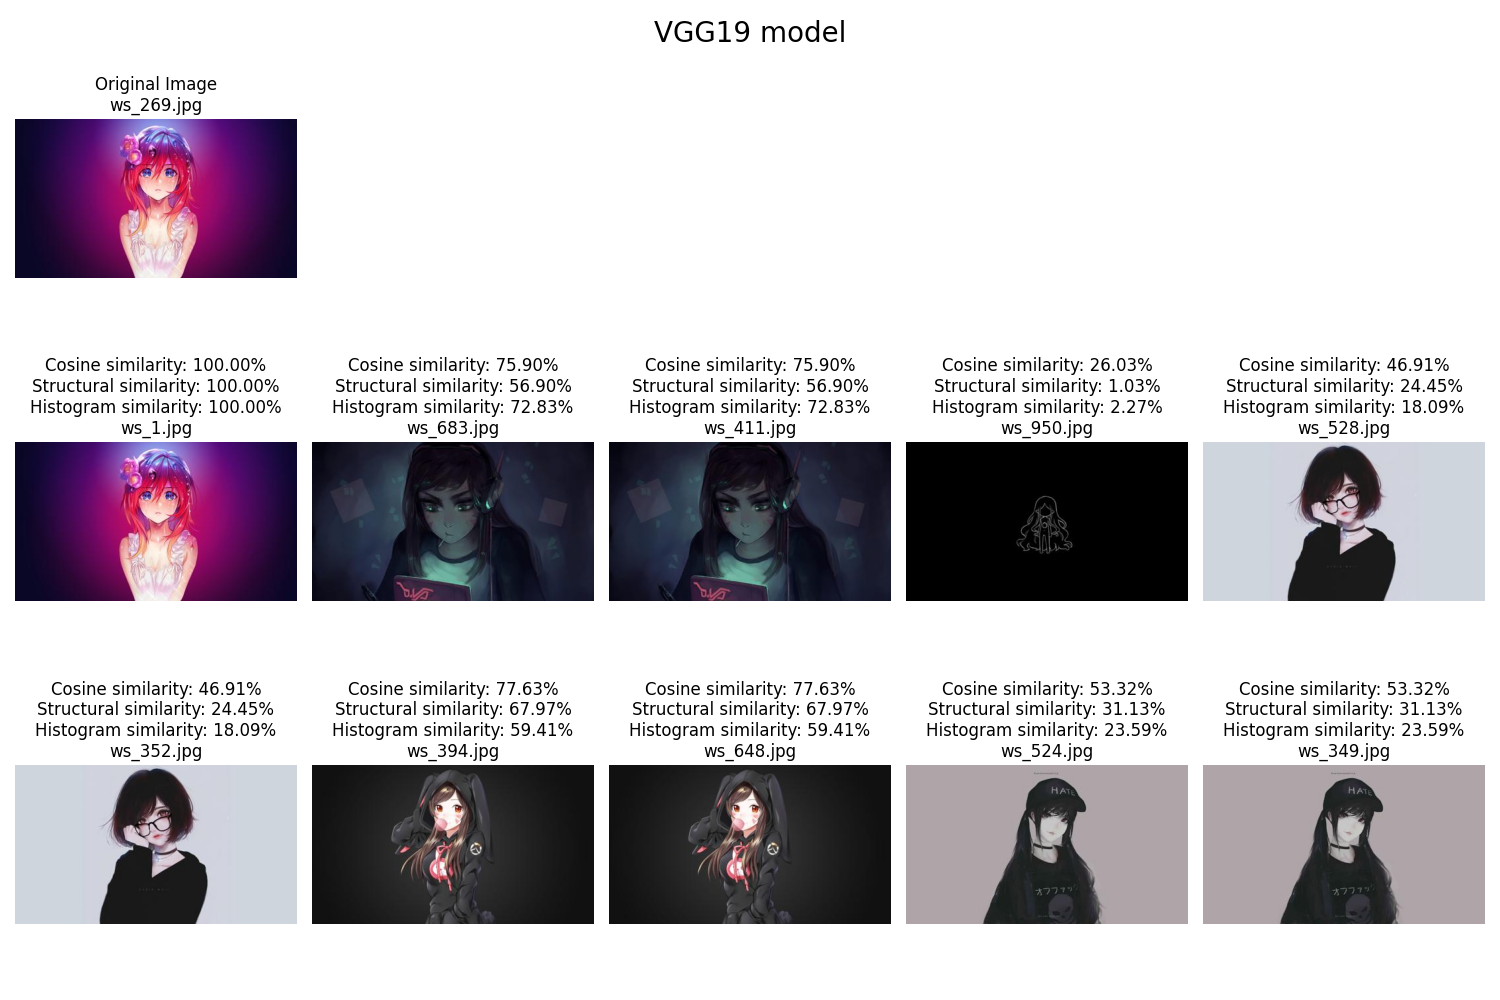 VGG19 model
Original Image
ws_269.jpg
Cosine similarity: 100.00%
Structural similarity: 100.00%
Histogram similarity: 100.00%
ws_1.jpg
Cosine similarity: 75.90%
Structural similarity: 56.90%
Histogram similarity: 72.83%
ws_683.jpg
Cosine similarity: 75.90%
Structural similarity: 56.90%
Histogram similarity: 72.83%
ws_411.jpg
Cosine similarity: 26.03%
Structural similarity: 1.03%
Histogram similarity: 2.27%
ws_950.jpg
Cosine similarity: 46.91%
Structural similarity: 24.45%
Histogram similarity: 18.09%
ws_528.jpg
Cosine similarity: 46.91%
Structural similarity: 24.45%
Histogram similarity: 18.09%
ws_352.jpg
Cosine similarity: 77.63%
Structural similarity: 67.97%
Histogram similarity: 59.41%
ws_394.jpg
Cosine similarity: 77.63%
Structural similarity: 67.97%
Histogram similarity: 59.41%
ws_648.jpg
Cosine similarity: 53.32%
Structural similarity: 31.13%
Histogram similarity: 23.59%
ws_524.jpg
HATE
Cosine similarity: 53.32%
Structural similarity: 31.13%
Histogram similarity: 23.59%
ws_349.jpg
HATE